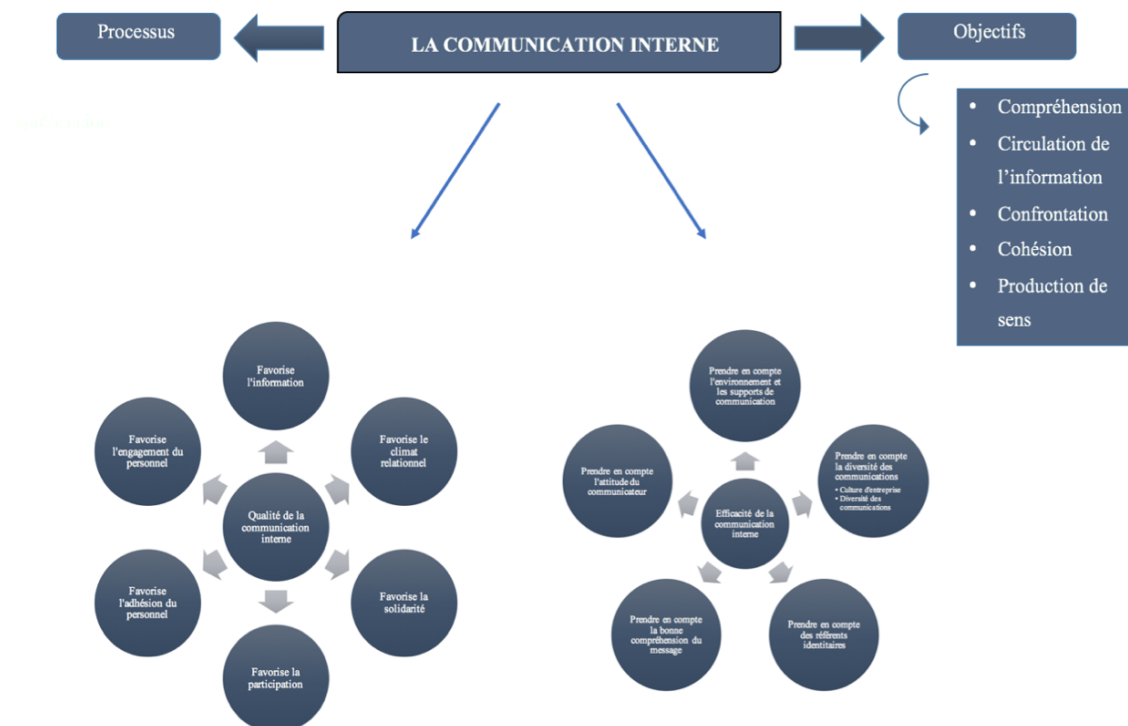 Processus
LA COMMUNICATION INTERNE
Objectifs
• Compréhension
• Circulation de
l'information
• Confrontation
• Cohésion
• Production de
sens
Favorise
l'information
Favorise
l'engagement du
personnel
Favorise le
climat
relationnel
Qualité de la
communication
interne
Favorise
l'adhésion du
personnel
Favorise la
solidarité
Favorise la
participation
Prendre en compte
l'environnement et
les supports de
communication
Prendre en compte
l'attitude du
communicateur
Prendre en compte
la diversité des
communications
• Culture d'entreprise
• Diversité des
communications
Efficacité de la
communication
interne
Prendre en compte
la bonne
compréhension du
message
Prendre en compte
des référents
identitaires